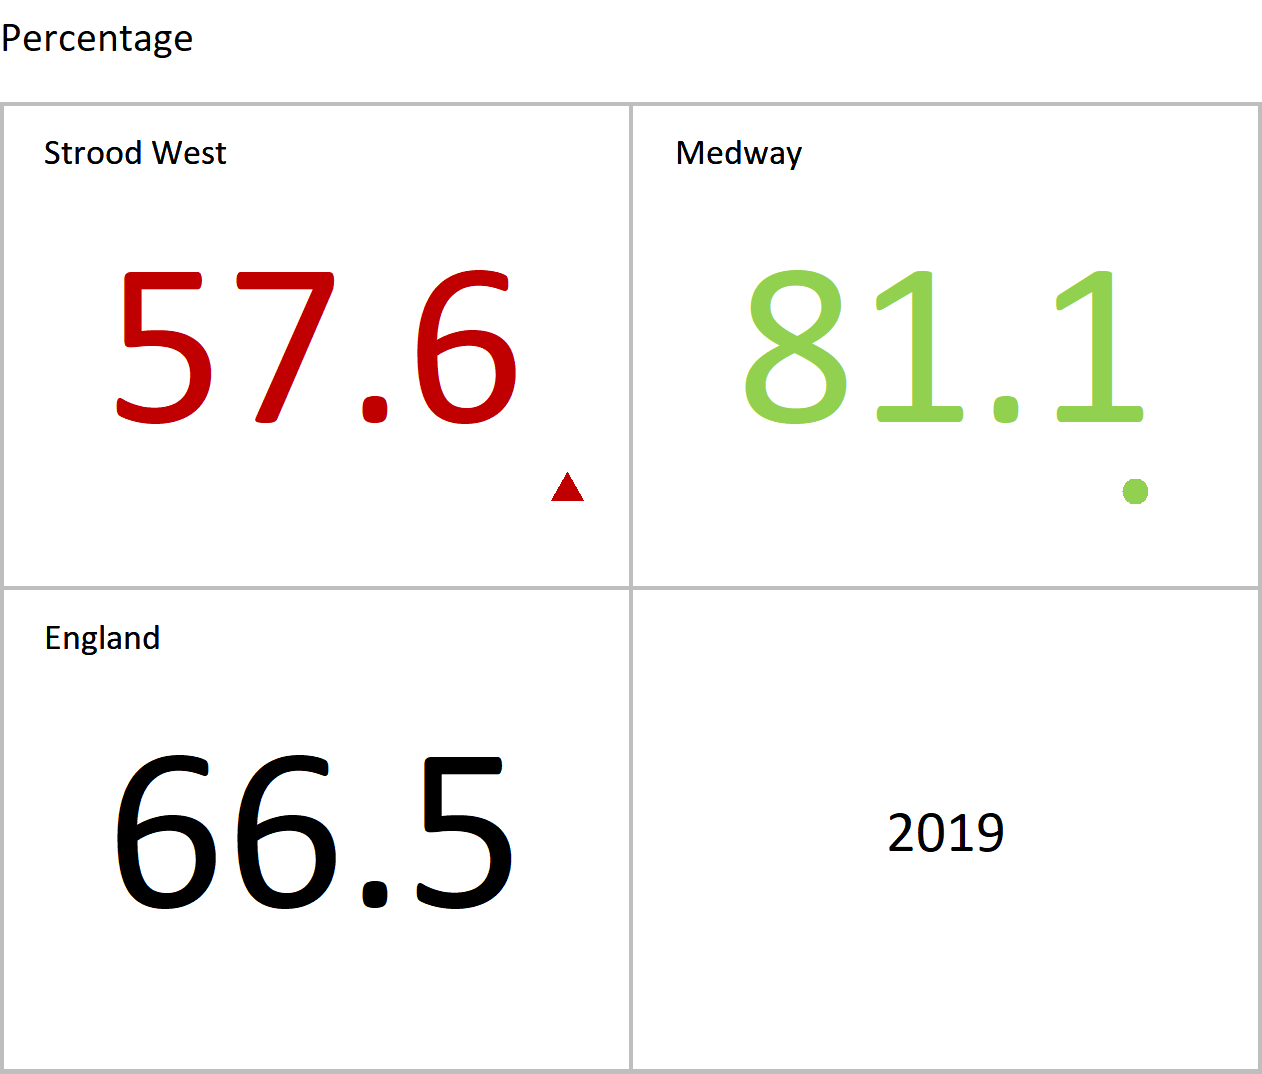 Percentage
Strood West
Medway
57.6
81.1
England
66.5
2019